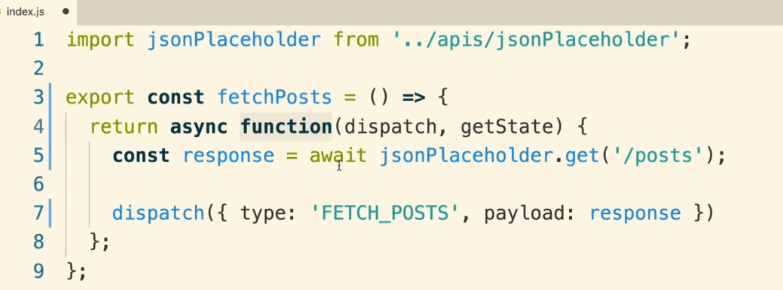 index.js
1 import jsonPlaceholder from '../apis/jsonPlaceholder';
2
3 export const fetchPosts = () => {
4 return async function(dispatch, getState) {
5 const response = await jsonPlaceholder.get('/posts');
6
7 dispatch({ type: 'FETCH_POSTS', payload: response })
8 };
9 };